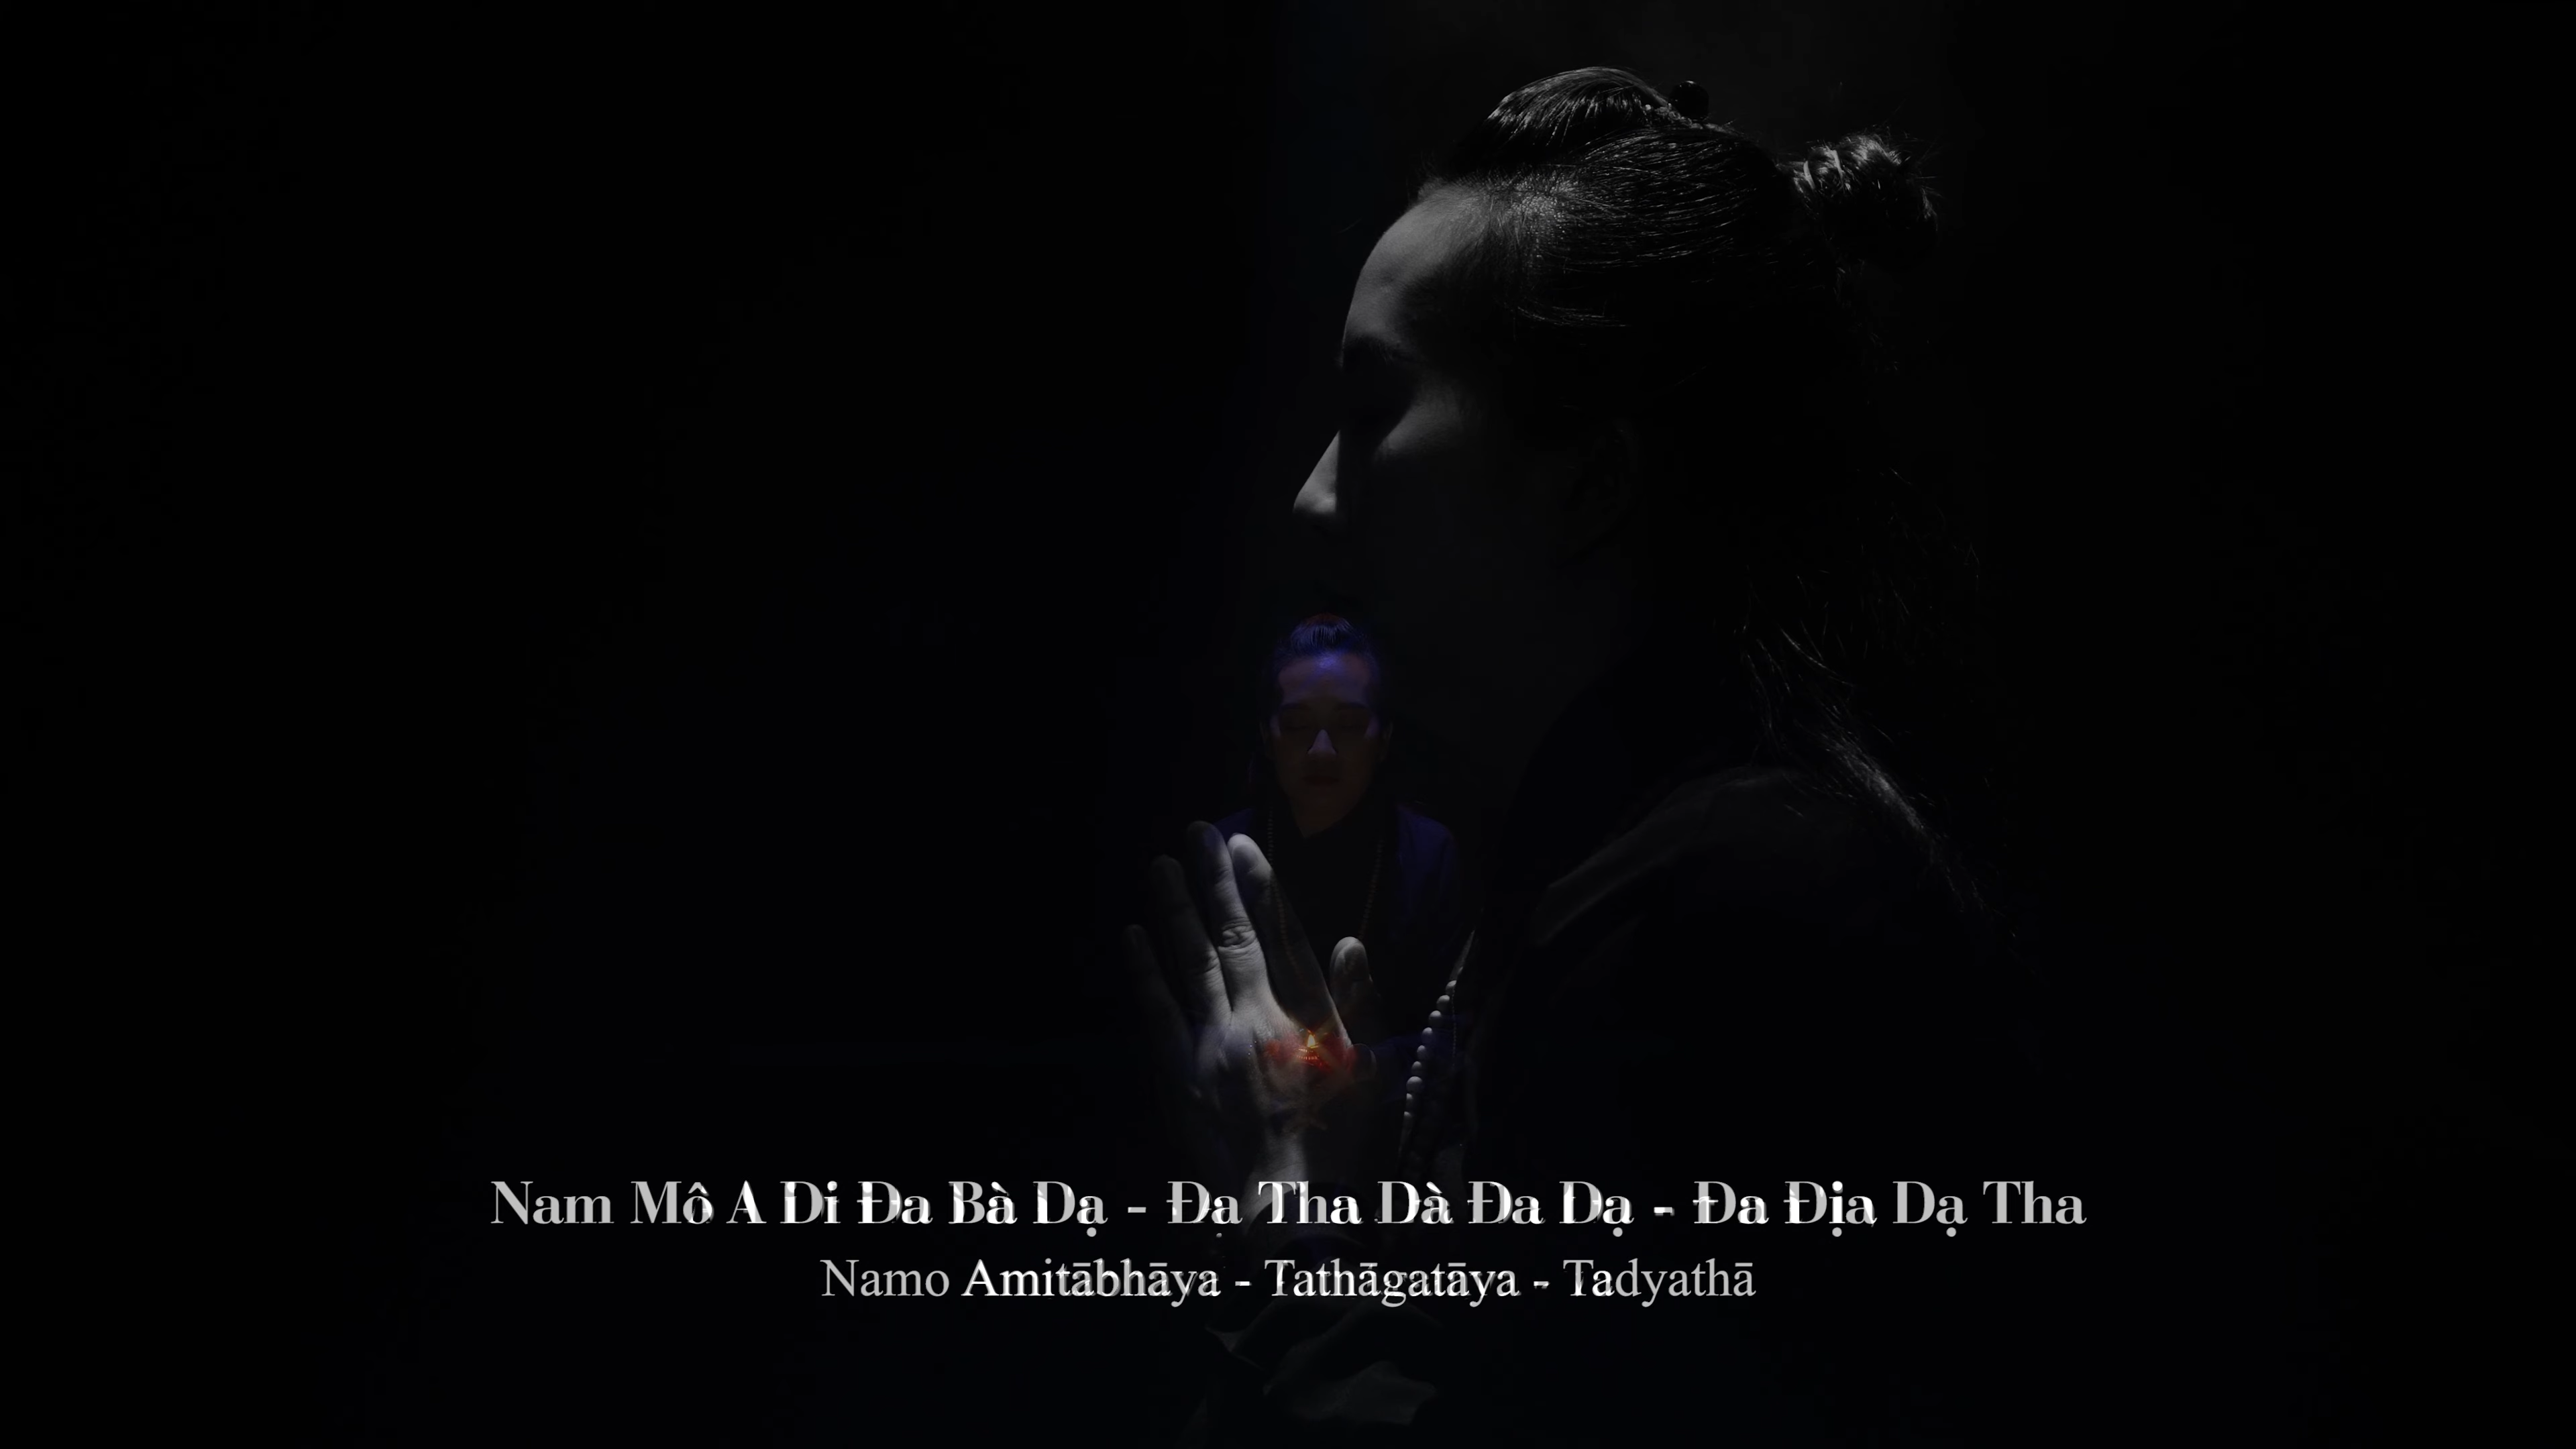 Nam Mô A Di Đa Bà Dạ - Đạ Tha Dà Đa Dạ - Đa Địa Dạ Tha
Namo Amitābhāya - Tathāgatāya - Tadyathā